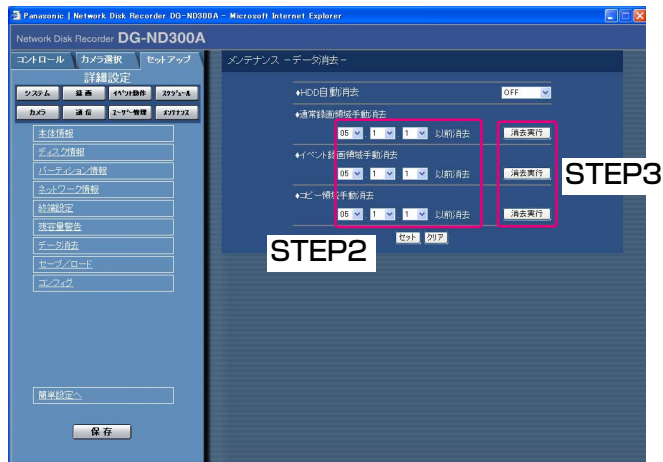 Panasonic | Network Disk Recorder DG-ND300A - Microsoft Internet Explorer
Network Disk Recorder DG-ND300A
コントロール カメラ選択 セットアップ
詳細設定
システム 録画 イベント動作 スケジュール
カメラ 通信 ユーザー管理 メンテナンス
本体情報
ディスク情報
パーティション情報
ネットワーク情報
終端設定
残容量警告
データ消去
セーブ/ロード
コンフィグ
簡単設定へ
保存
メンテナンス -データ消去-
♦HDD自動消去 OFF
♦通常録画領域手動消去
05 . 1 . 1 以前消去 消去実行
♦イベント録画領域手動消去
05 . 1 . 1 以前消去 消去実行
♦コピー領域手動消去
05 . 1 . 1 以前消去 消去実行
セット クリア
STEP2
STEP3